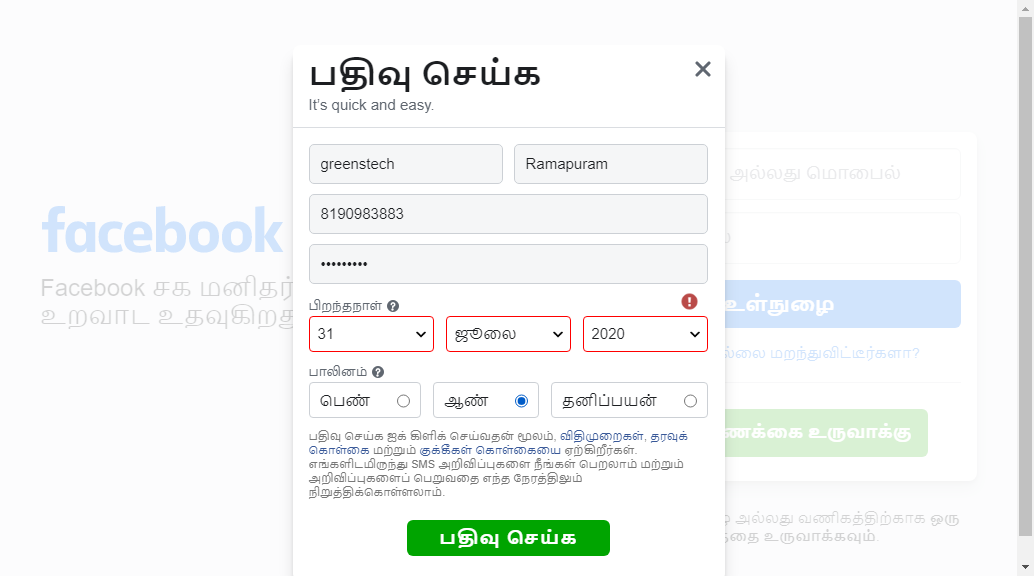 பதிவு செய்க
It's quick and easy.
greenstech Ramapuram
8190983883
•••••••••
பிறந்தநாள்
31 ஜூலை 2020
பாலினம்
பெண் ஆண் தனிப்பயன்
பதிவு செய்க ஐக் கிளிக் செய்வதன் மூலம், விதிமுறைகள், தரவுக்
கொள்கை மற்றும் குக்கீகள் கொள்கையை ஏற்கிறீர்கள்.
எங்களிடமிருந்து SMS அறிவிப்புகளை நீங்கள் பெறலாம் மற்றும்
அறிவிப்புகளைப் பெறுவதை எந்த நேரத்திலும்
நிறுத்திக்கொள்ளலாம்.
பதிவு செய்க
facebook
Facebook சக மனிதர்
உறவாட உதவுகிறது
அல்லது மொபைல்
உள்நுழை
மறந்துவிட்டீர்களா?
உருவாக்கு
அல்லது வணிகத்திற்காக ஒரு
உருவாக்கவும்.